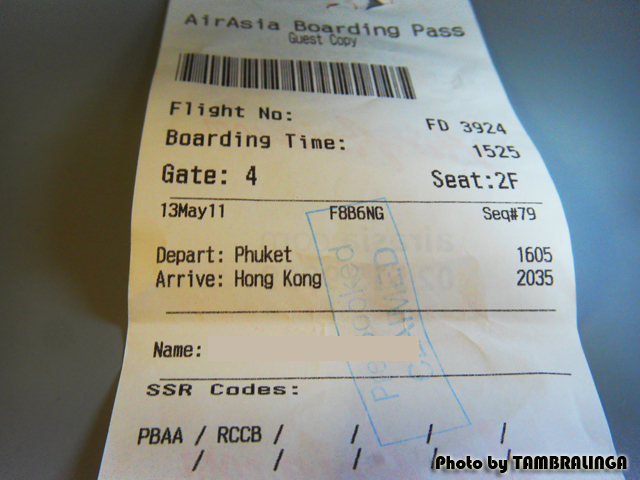 AirAsia Boarding Pass
Guest Copy
Flight No: FD 3924
Boarding Time: 1525
Gate: 4 Seat:2F
13May11 F8B6NG Seq#79
Depart: Phuket 1605
Arrive: Hong Kong 2035
Name:
SSR Codes:
PBAA / RCCB / / / /
/ / / / /
Photo by TAMBRALINGA